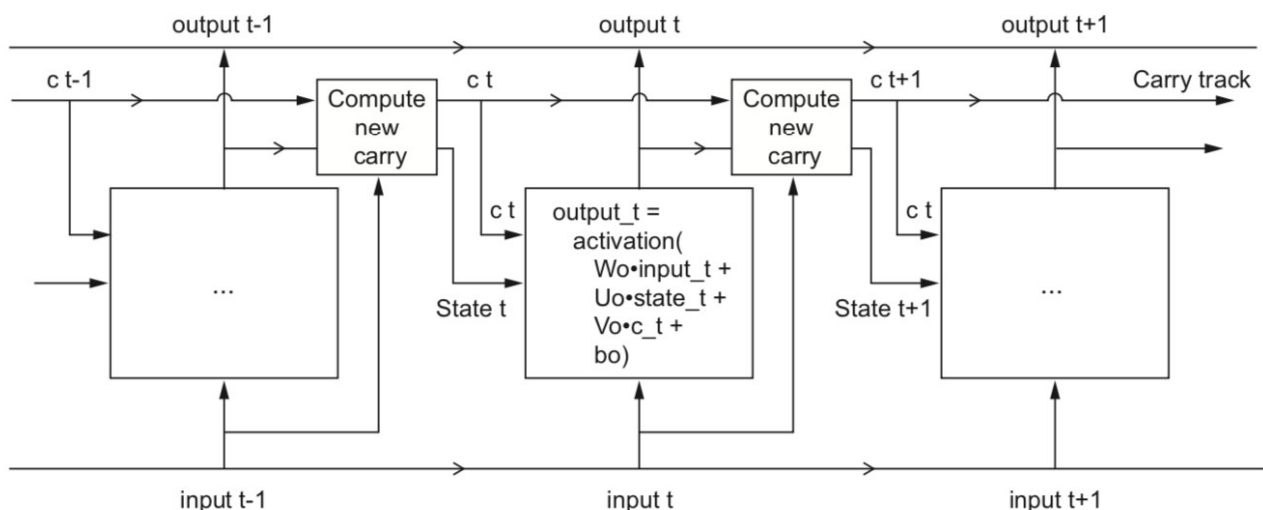 output t-1
output t
output t+1
c t-1
c t
c t+1
Carry track
Compute
new
carry
Compute
new
carry
c t
output_t =
activation(
Wo•input_t +
Uo•state_t +
Vo•c_t +
bo)
c t
...
...
State t
State t+1
input t-1
input t
input t+1